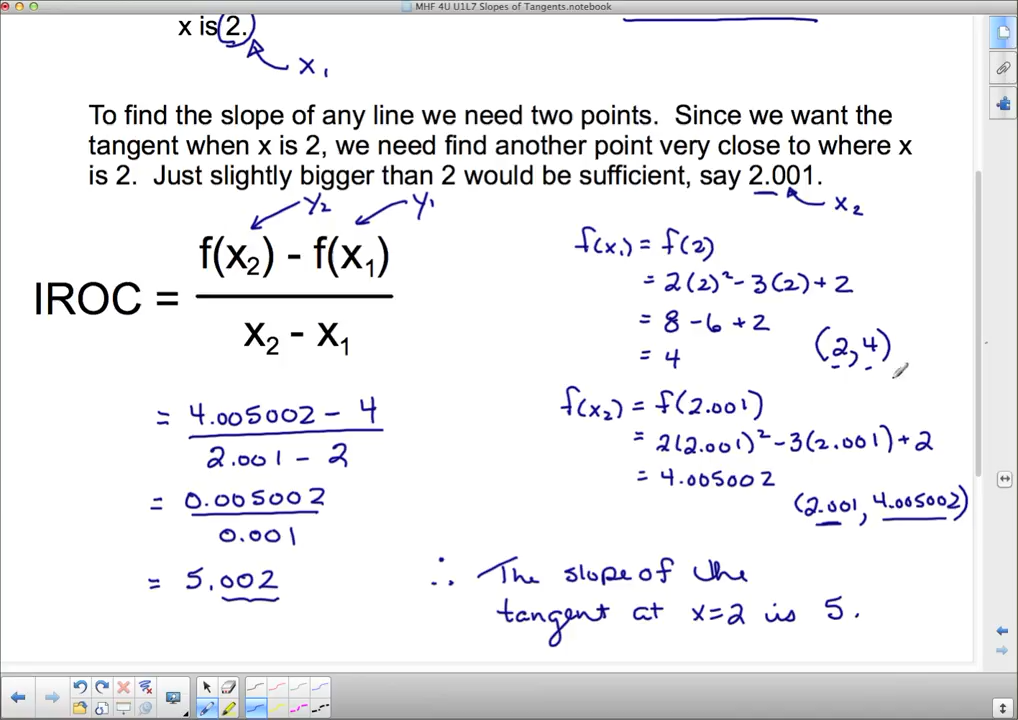 MHF 4U U1L7 Slopes of Tangents.notebook
x is 2.
x₁
To find the slope of any line we need two points. Since we want the
tangent when x is 2, we need find another point very close to where x
is 2. Just slightly bigger than 2 would be sufficient, say 2.001.
x₂
y₂ y₁
IROC = f(x₂) - f(x₁)
x₂ - x₁
= 4.005002 - 4
2.001 - 2
= 0.005002
0.001
= 5.002
f(x₁) = f(2)
= 2(2)² - 3(2) + 2
= 8 - 6 + 2
= 4
(2, 4)
f(x₂) = f(2.001)
= 2(2.001)² - 3(2.001) + 2
= 4.005002
(2.001, 4.005002)
∴ The slope of the
tangent at x=2 is 5.